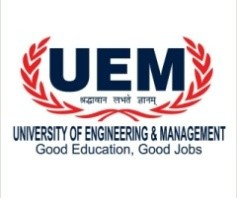 UEM
श्रद्धावान लभते ज्ञानम्
UNIVERSITY OF ENGINEERING & MANAGEMENT
Good Education, Good Jobs